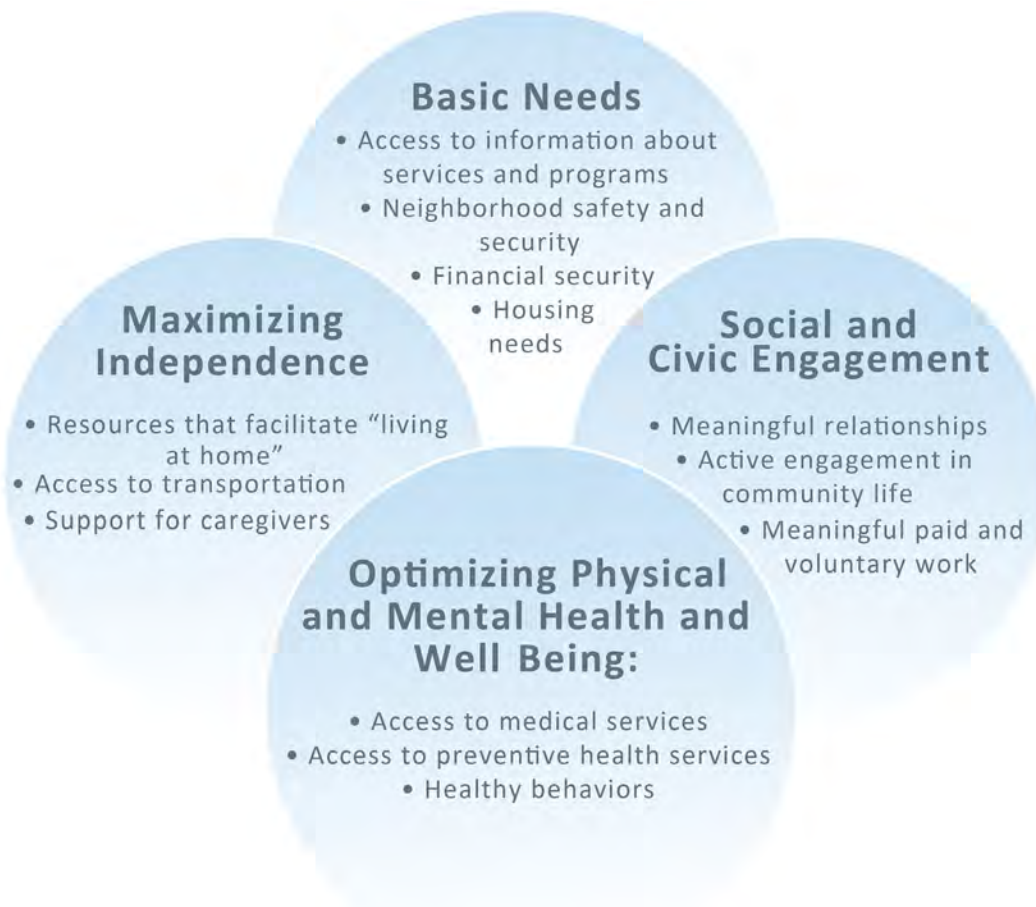 Basic Needs
• Access to information about
services and programs
• Neighborhood safety and
security
• Financial security
• Housing
needs
Maximizing
Independence
• Resources that facilitate “living
at home”
• Access to transportation
• Support for caregivers
Social and
Civic Engagement
• Meaningful relationships
• Active engagement in
community life
• Meaningful paid and
voluntary work
Optimizing Physical
and Mental Health and
Well Being:
• Access to medical services
• Access to preventive health services
• Healthy behaviors